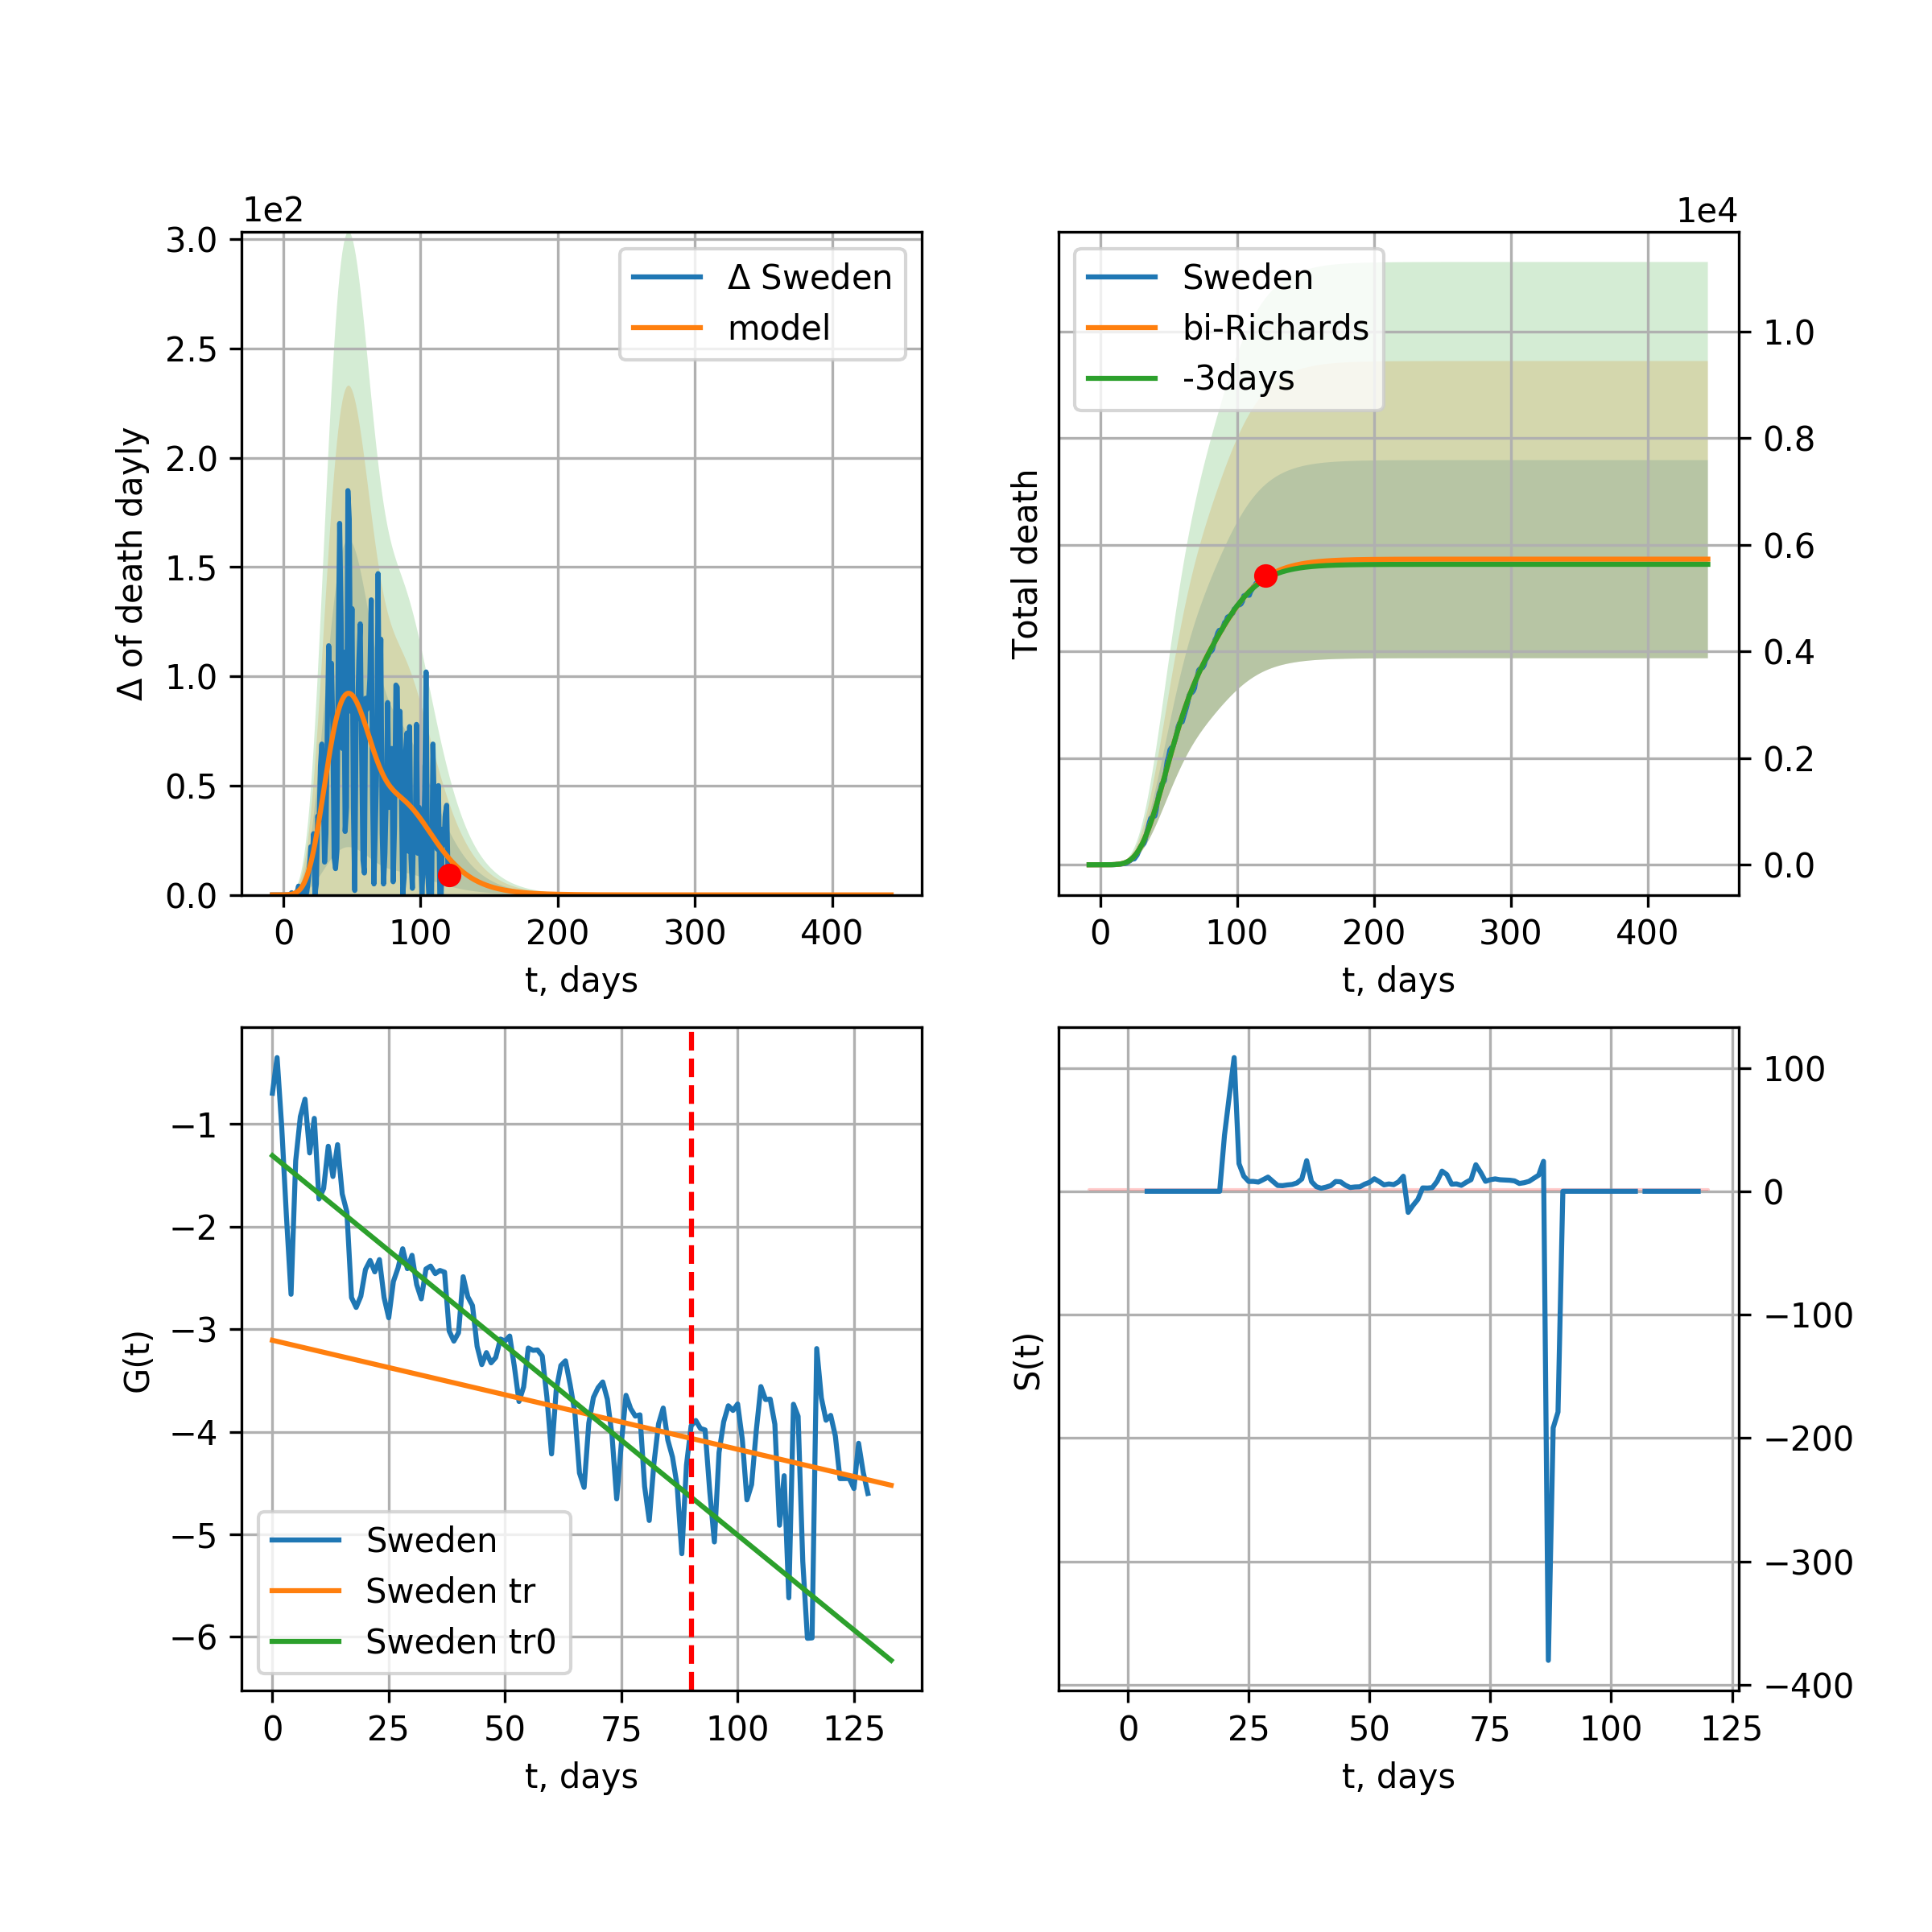 1e2
3.0
2.5
2.0
1.5
1.0
0.5
0.0
Δ of death dayly
Δ Sweden
model
0 100 200 300 400
t, days
1e4
Total death
Sweden
bi-Richards
-3days
1.0
0.8
0.6
0.4
0.2
0.0
0 100 200 300 400
t, days
G(t)
−1
−2
−3
−4
−5
−6
Sweden
Sweden tr
Sweden tr0
0 25 50 75 100 125
t, days
S(t)
100
0
−100
−200
−300
−400
0 25 50 75 100 125
t, days